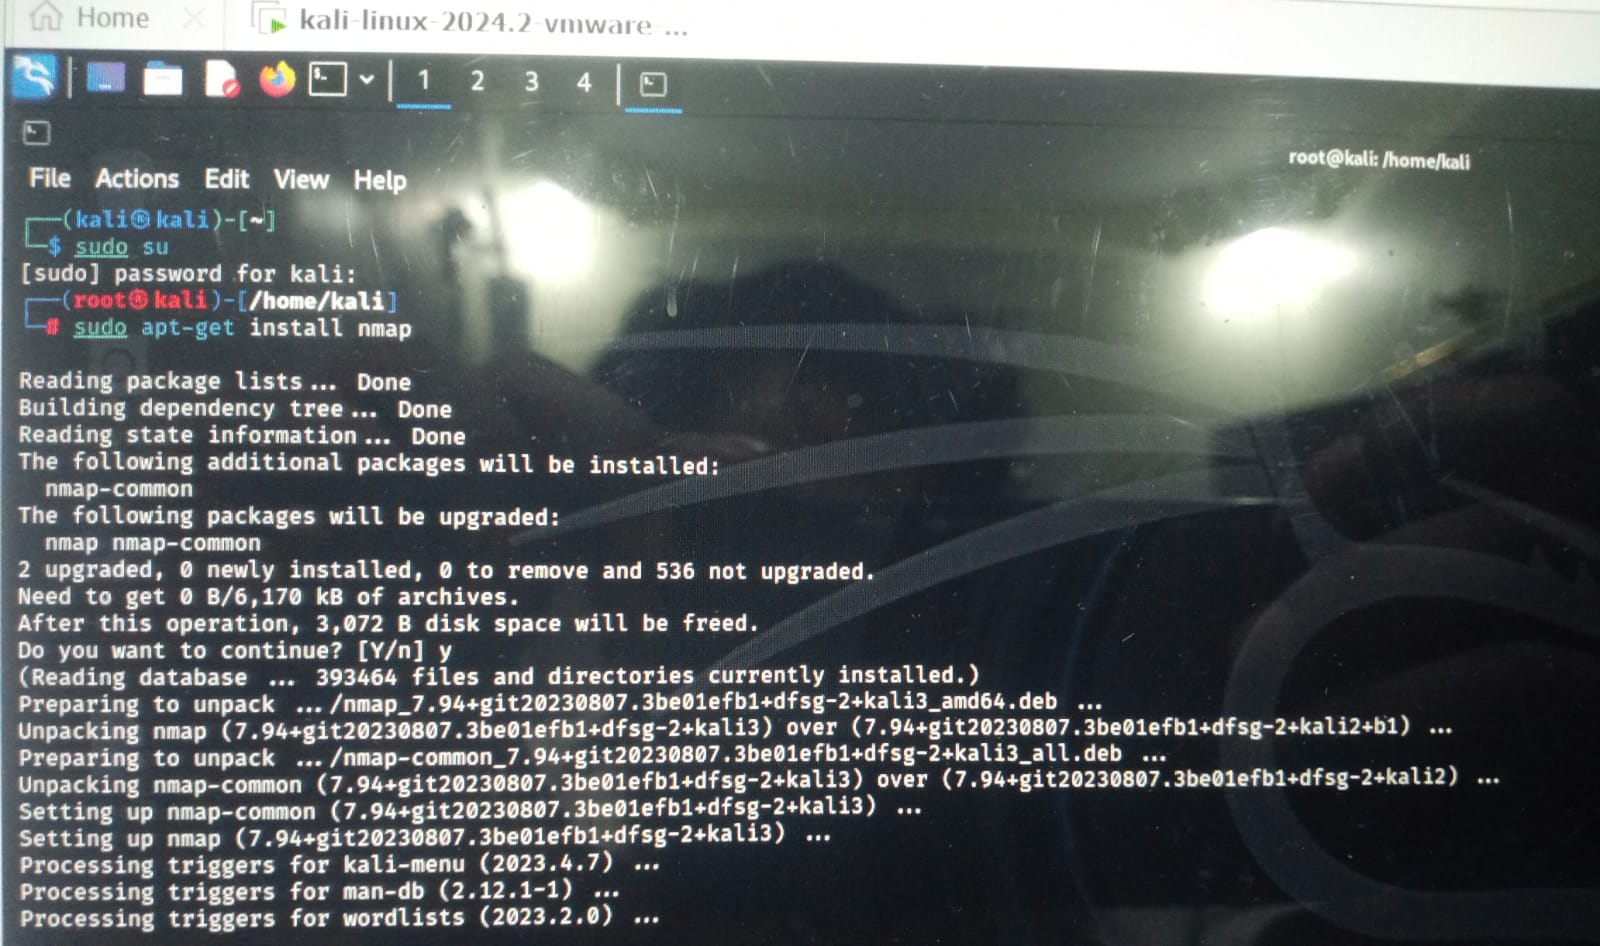 Home
kali-linux-2024.2-vmware-...
1 2 3 4
root@kali: /home/kali
File Actions Edit View Help
(kali㉿kali)-[~]
$ sudo su
[sudo] password for kali:
(root㉿kali)-[/home/kali]
# sudo apt-get install nmap
Reading package lists... Done
Building dependency tree... Done
Reading state information... Done
The following additional packages will be installed:
nmap-common
The following packages will be upgraded:
nmap nmap-common
2 upgraded, 0 newly installed, 0 to remove and 536 not upgraded.
Need to get 0 B/6,170 kB of archives.
After this operation, 3,072 B disk space will be freed.
Do you want to continue? [Y/n] y
(Reading database ... 393464 files and directories currently installed.)
Preparing to unpack .../nmap_7.94+git20230807.3be01efb1+dfsg-2+kali3_amd64.deb ...
Unpacking nmap (7.94+git20230807.3be01efb1+dfsg-2+kali3) over (7.94+git20230807.3be01efb1+dfsg-2+kali2+b1) ...
Preparing to unpack .../nmap-common_7.94+git20230807.3be01efb1+dfsg-2+kali3_all.deb ...
Unpacking nmap-common (7.94+git20230807.3be01efb1+dfsg-2+kali3) over (7.94+git20230807.3be01efb1+dfsg-2+kali2) ...
Setting up nmap-common (7.94+git20230807.3be01efb1+dfsg-2+kali3) ...
Setting up nmap (7.94+git20230807.3be01efb1+dfsg-2+kali3) ...
Processing triggers for kali-menu (2023.4.7) ...
Processing triggers for man-db (2.12.1-1) ...
Processing triggers for wordlists (2023.2.0) ...